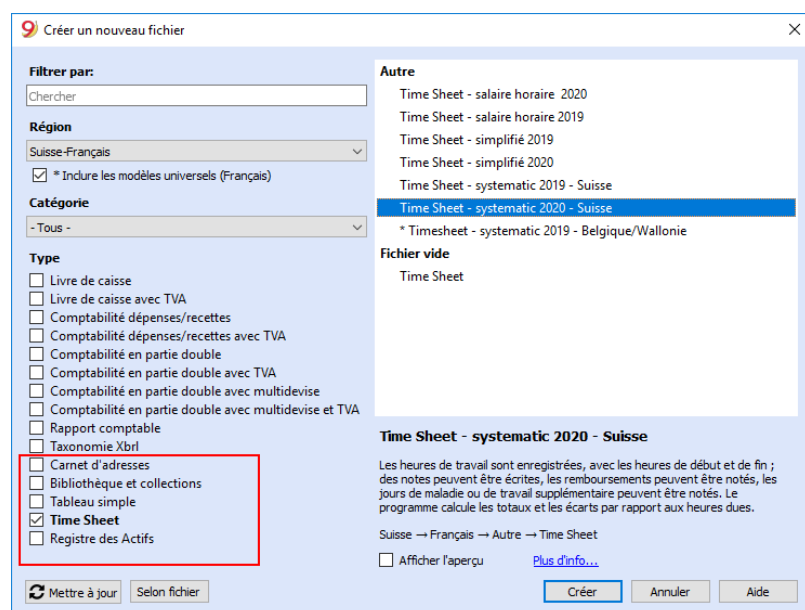 Créer un nouveau fichier
Filtrer par:
Chercher
Région
Suisse-Français
* Inclure les modèles universels (Français)
Catégorie
- Tous -
Type
Livre de caisse
Livre de caisse avec TVA
Comptabilité dépenses/recettes
Comptabilité dépenses/recettes avec TVA
Comptabilité en partie double
Comptabilité en partie double avec TVA
Comptabilité en partie double avec multidevise
Comptabilité en partie double avec multidevise et TVA
Rapport comptable
Taxonomie Xbrl
Carnet d'adresses
Bibliothèque et collections
Tableau simple
Time Sheet
Registre des Actifs
Mettre à jour
Selon fichier
Autre
Time Sheet - salaire horaire 2020
Time Sheet - salaire horaire 2019
Time Sheet - simplifié 2019
Time Sheet - simplifié 2020
Time Sheet - systematic 2019 - Suisse
Time Sheet - systematic 2020 - Suisse
* Timesheet - systematic 2019 - Belgique/Wallonie
Fichier vide
Time Sheet
Time Sheet - systematic 2020 - Suisse
Les heures de travail sont enregistrées, avec les heures de début et de fin ;
des notes peuvent être écrites, les remboursements peuvent être notés, les
jours de maladie ou de travail supplémentaire peuvent être notés. Le
programme calcule les totaux et les écarts par rapport aux heures dues.
Suisse → Français → Autre → Time Sheet
Afficher l'aperçu
Plus d'info...
Créer
Annuler
Aide